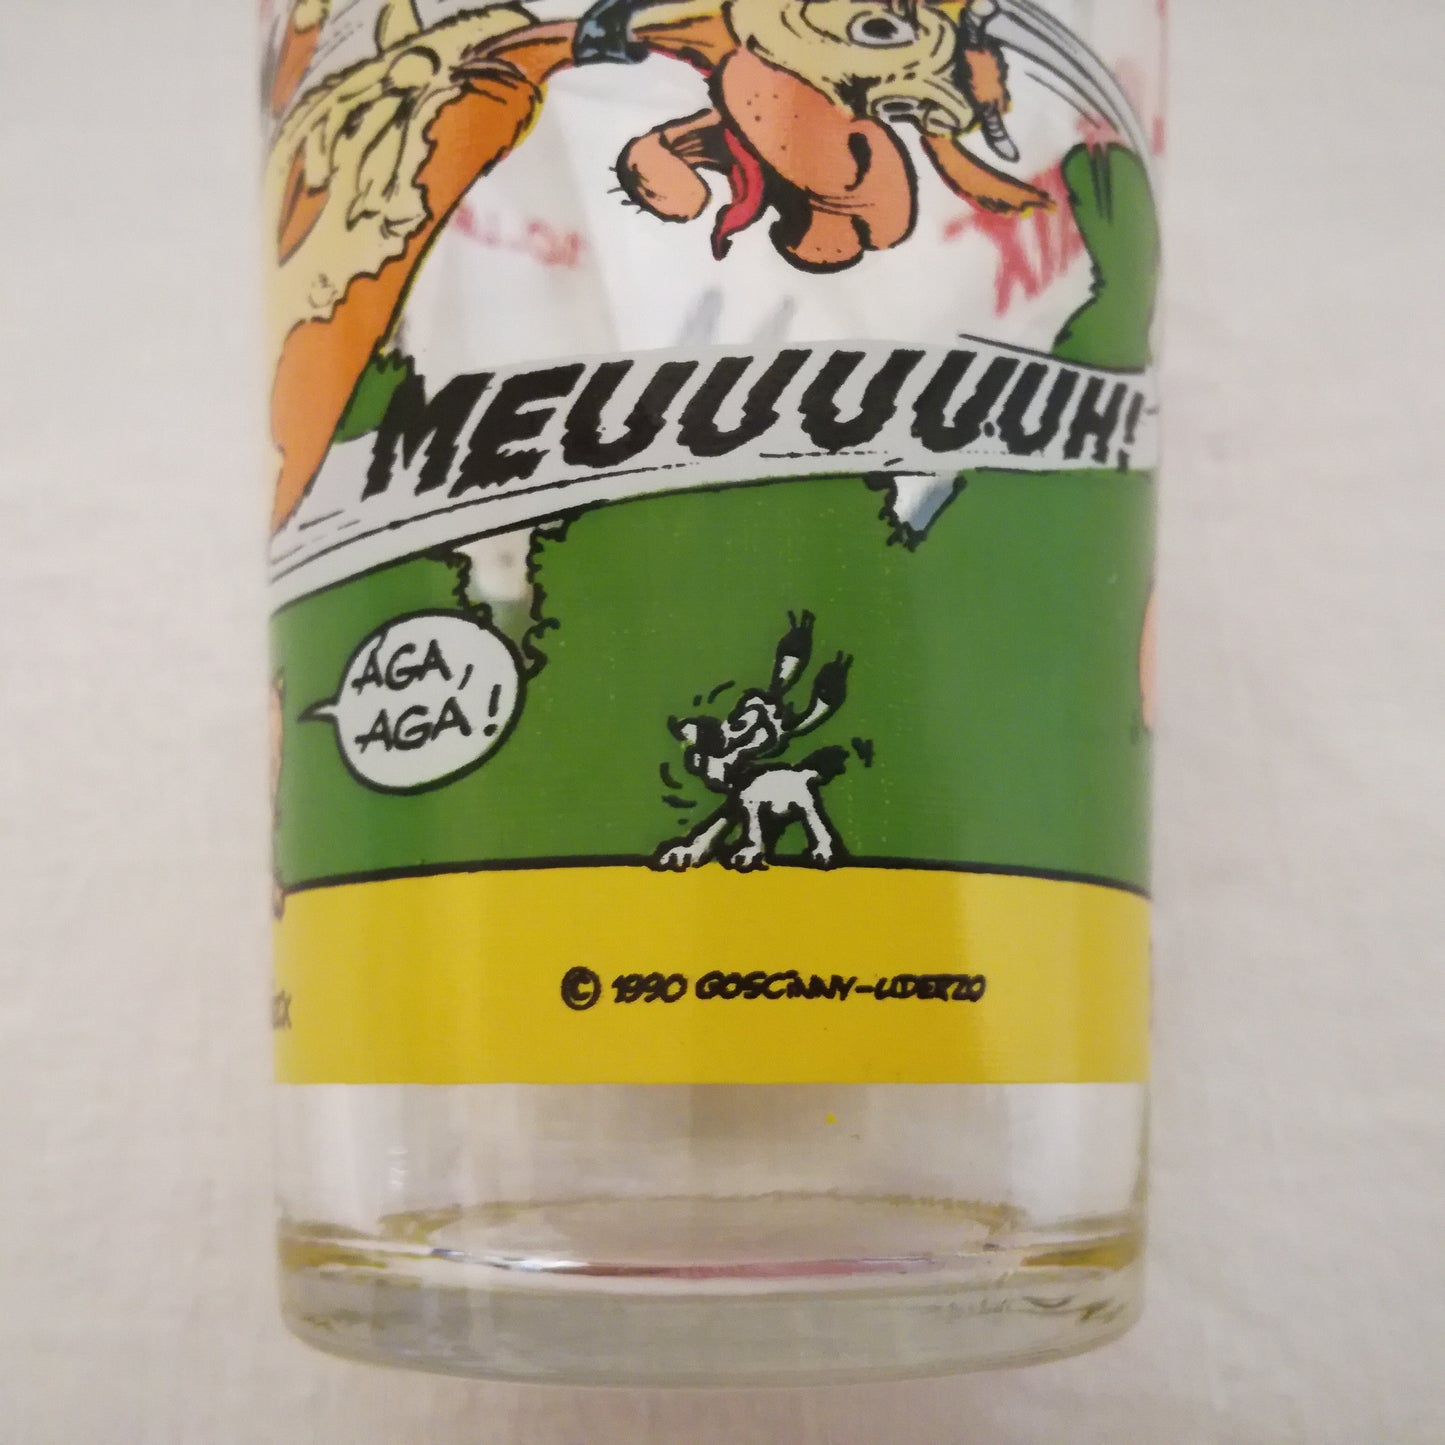 MEUUUUUUH!
AGA,
AGA!
© 1990 GOSCINNY-UDERZO